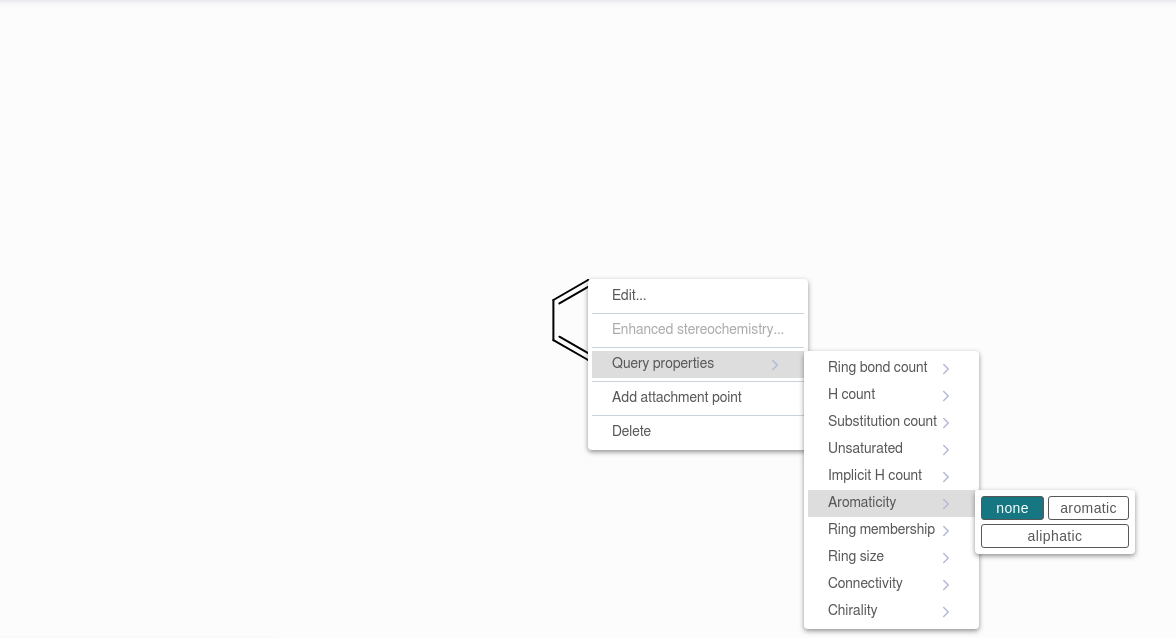 Edit...
Enhanced stereochemistry...
Query properties
Add attachment point
Delete
Ring bond count
H count
Substitution count
Unsaturated
Implicit H count
Aromaticity
Ring membership
Ring size
Connectivity
Chirality
none aromatic
aliphatic